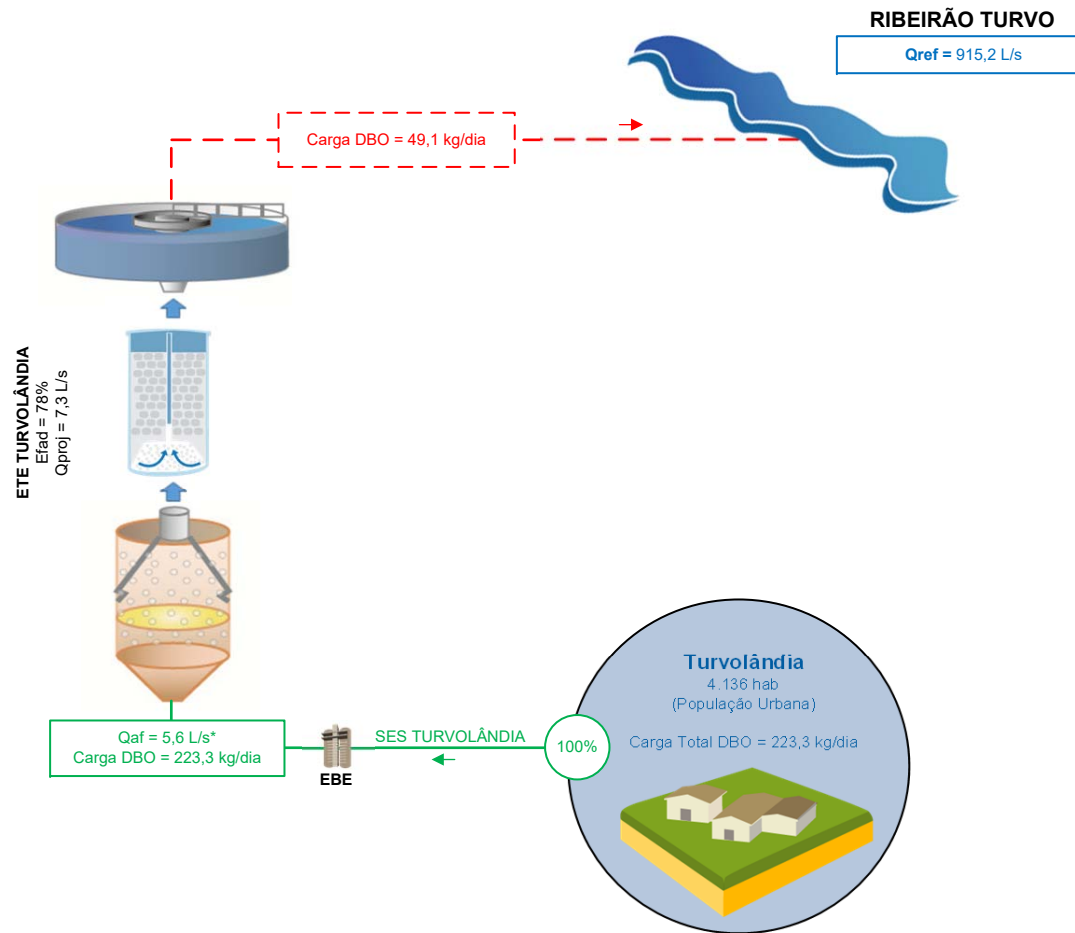 RIBEIRÃO TURVO
Qref = 915,2 L/s
Carga DBO = 49,1 kg/dia
ETE TURVOLÂNDIA
Efad = 78%
Qproj = 7,3 L/s
Turvolândia
4.136 hab
(População Urbana)
Carga Total DBO = 223,3 kg/dia
100%
SES TURVOLÂNDIA
EBE
Qaf = 5,6 L/s*
Carga DBO = 223,3 kg/dia